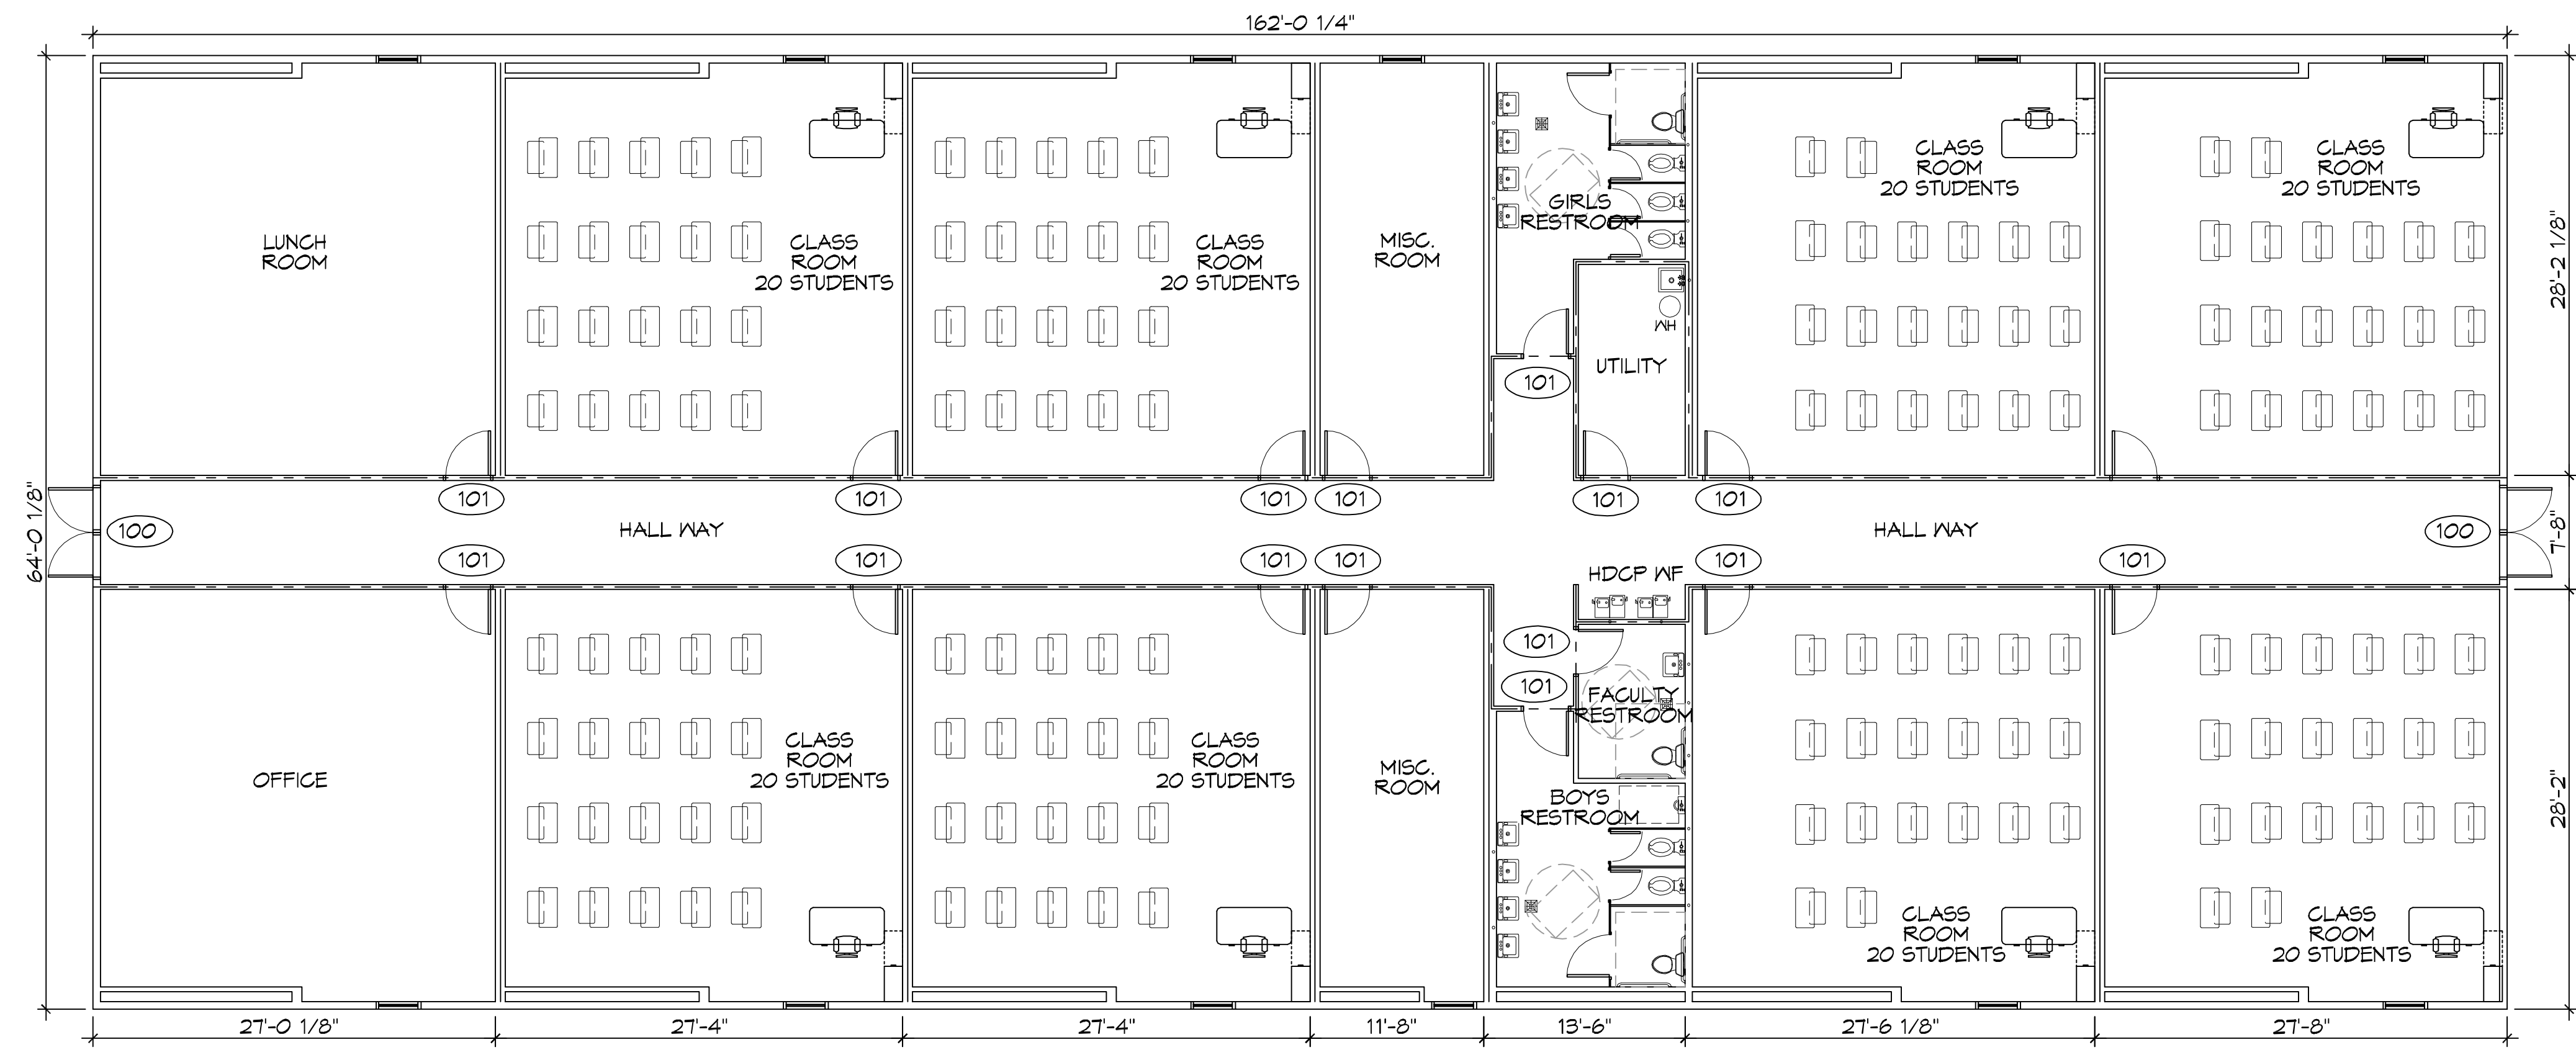 162'-0 1/4"
LUNCH
ROOM
CLASS
ROOM
20 STUDENTS
CLASS
ROOM
20 STUDENTS
MISC.
ROOM
GIRLS
RESTROOM
WH
UTILITY
CLASS
ROOM
20 STUDENTS
CLASS
ROOM
20 STUDENTS
28'-2 1/8"
101
64'-0 1/8"
100
101
101
101
101
101
101
HALL WAY
HALL WAY
100
7'-8"
101
101
101
101
101
101
HDCP WF
101
101
FACULTY
RESTROOM
OFFICE
CLASS
ROOM
20 STUDENTS
CLASS
ROOM
20 STUDENTS
MISC.
ROOM
BOYS
RESTROOM
CLASS
ROOM
20 STUDENTS
CLASS
ROOM
20 STUDENTS
28'-2"
27'-0 1/8"
27'-4"
27'-4"
11'-8"
13'-6"
27'-6 1/8"
27'-8"